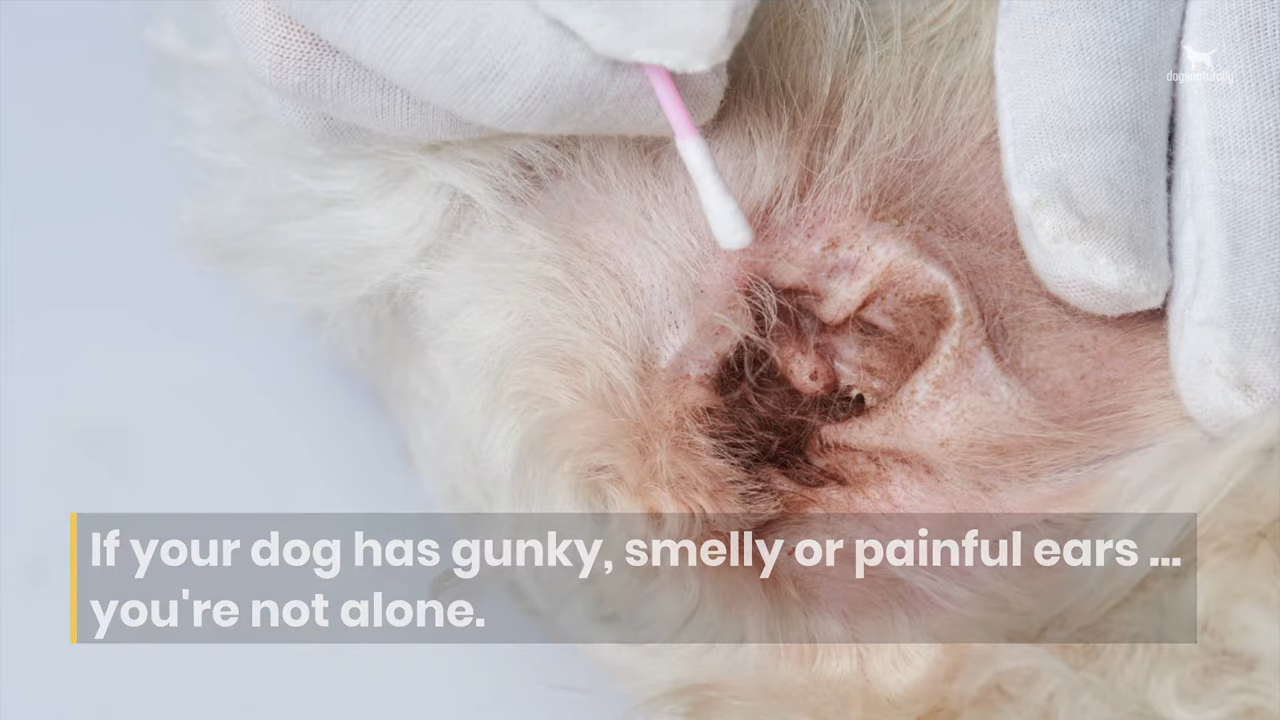 dogsnaturally
If your dog has gunky, smelly or painful ears ...
you're not alone.